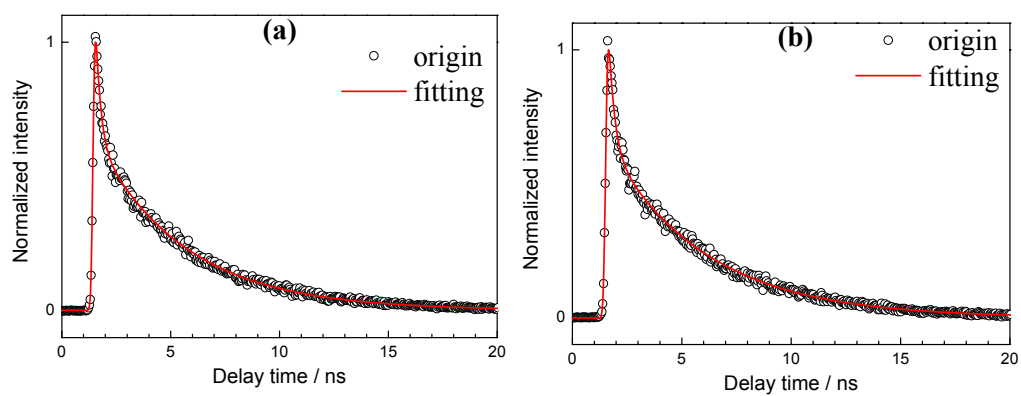 (a)
origin
fitting
Normalized intensity
1
0
0 5 10 15 20
Delay time / ns
(b)
origin
fitting
Normalized intensity
1
0
0 5 10 15 20
Delay time / ns